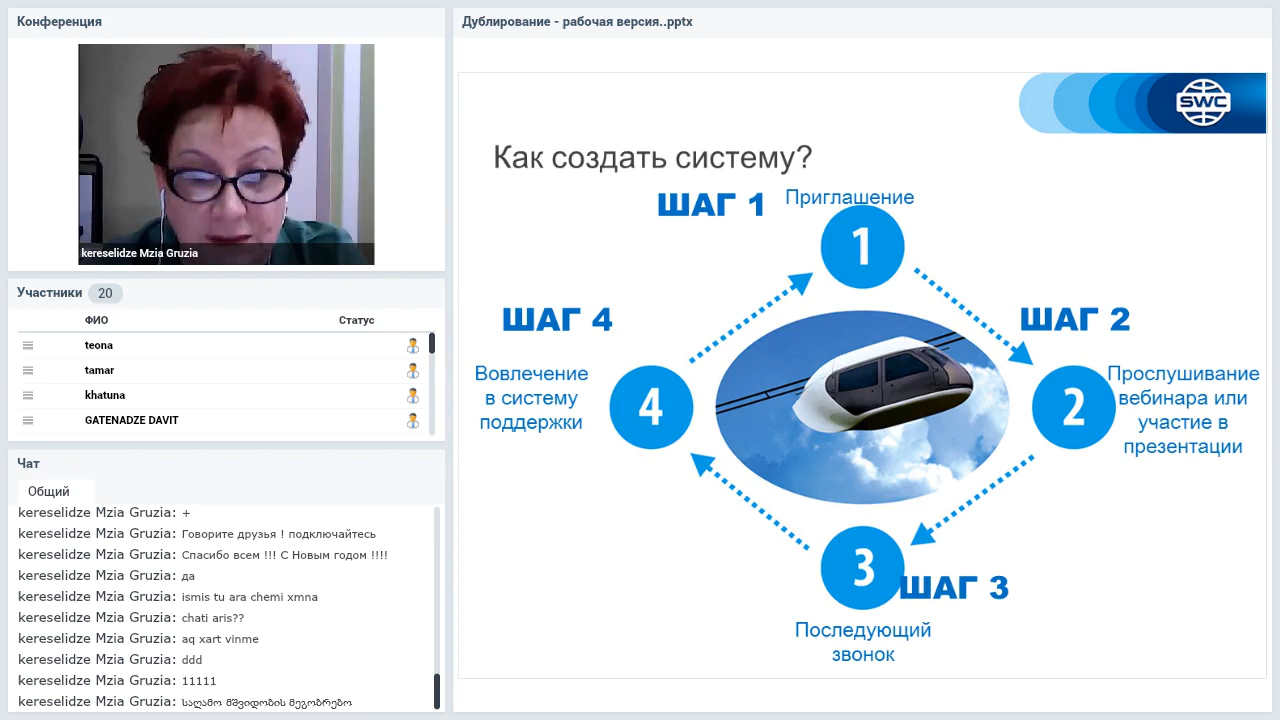 Конференция
kereselidze Mzia Gruzia
Участники 20
ФИО Статус
teona
tamar
khatuna
GATENADZE DAVIT
Чат
Общий
kereselidze Mzia Gruzia: +
kereselidze Mzia Gruzia: Говорите друзья ! подключайтесь
kereselidze Mzia Gruzia: Спасибо всем !!! С Новым годом !!!!
kereselidze Mzia Gruzia: да
kereselidze Mzia Gruzia: ismis tu ara chemi xmna
kereselidze Mzia Gruzia: chati aris??
kereselidze Mzia Gruzia: aq xart vinme
kereselidze Mzia Gruzia: ddd
kereselidze Mzia Gruzia: 11111
kereselidze Mzia Gruzia: საღამო მშვიდობის მეგობრებო
Дублирование - рабочая версия..pptx
SWC
Как создать систему?
ШАГ 1
Приглашение
1
ШАГ 2
2
Прослушивание
вебинара или
участие в
презентации
3
ШАГ 3
Последующий
звонок
ШАГ 4
Вовлечение
в систему
поддержки
4